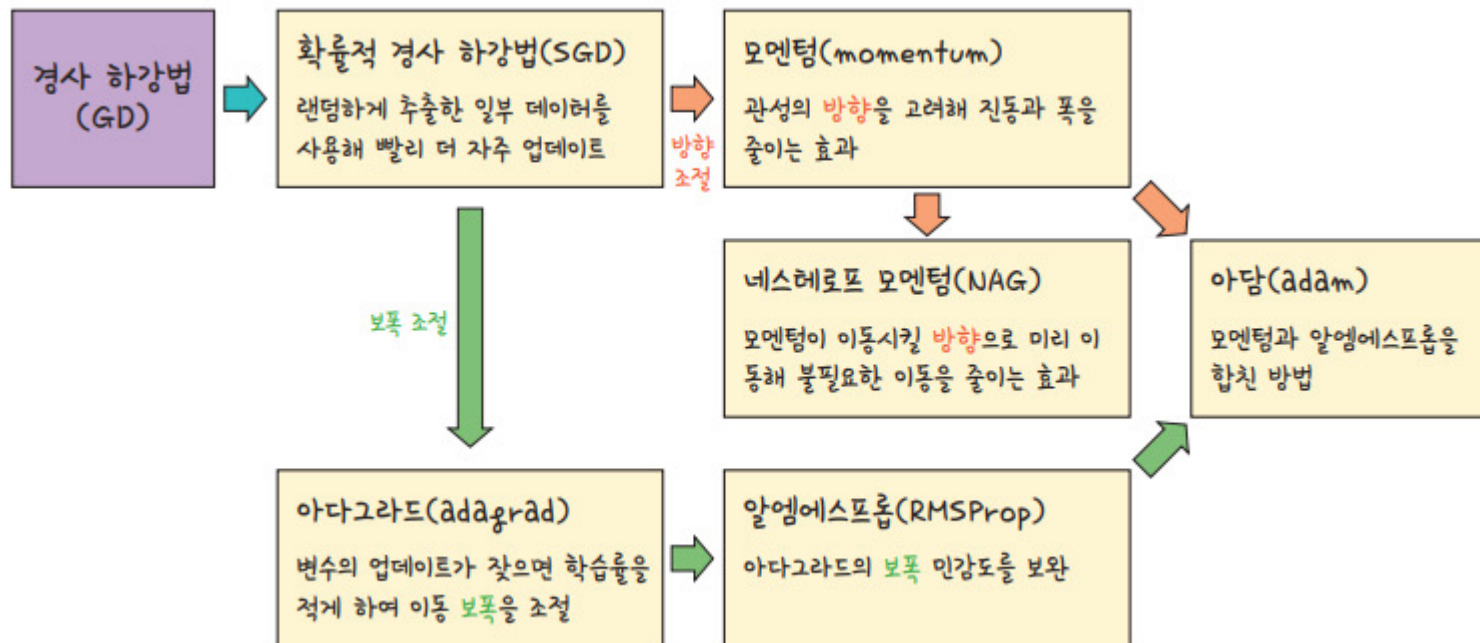 경사 하강법
(GD)
확률적 경사 하강법(SGD)
랜덤하게 추출한 일부 데이터를
사용해 빨리 더 자주 업데이트
방향
조절
모멘텀(momentum)
관성의 방향을 고려해 진동과 폭을
줄이는 효과
보폭 조절
네스테로프 모멘텀(NAG)
모멘텀이 이동시킬 방향으로 미리 이
동해 불필요한 이동을 줄이는 효과
아담(adam)
모멘텀과 알엠에스프롭을
합친 방법
아다그라드(adagrad)
변수의 업데이트가 잦으면 학습률을
적게 하여 이동 보폭을 조절
알엠에스프롭(RMSProp)
아다그라드의 보폭 민감도를 보완